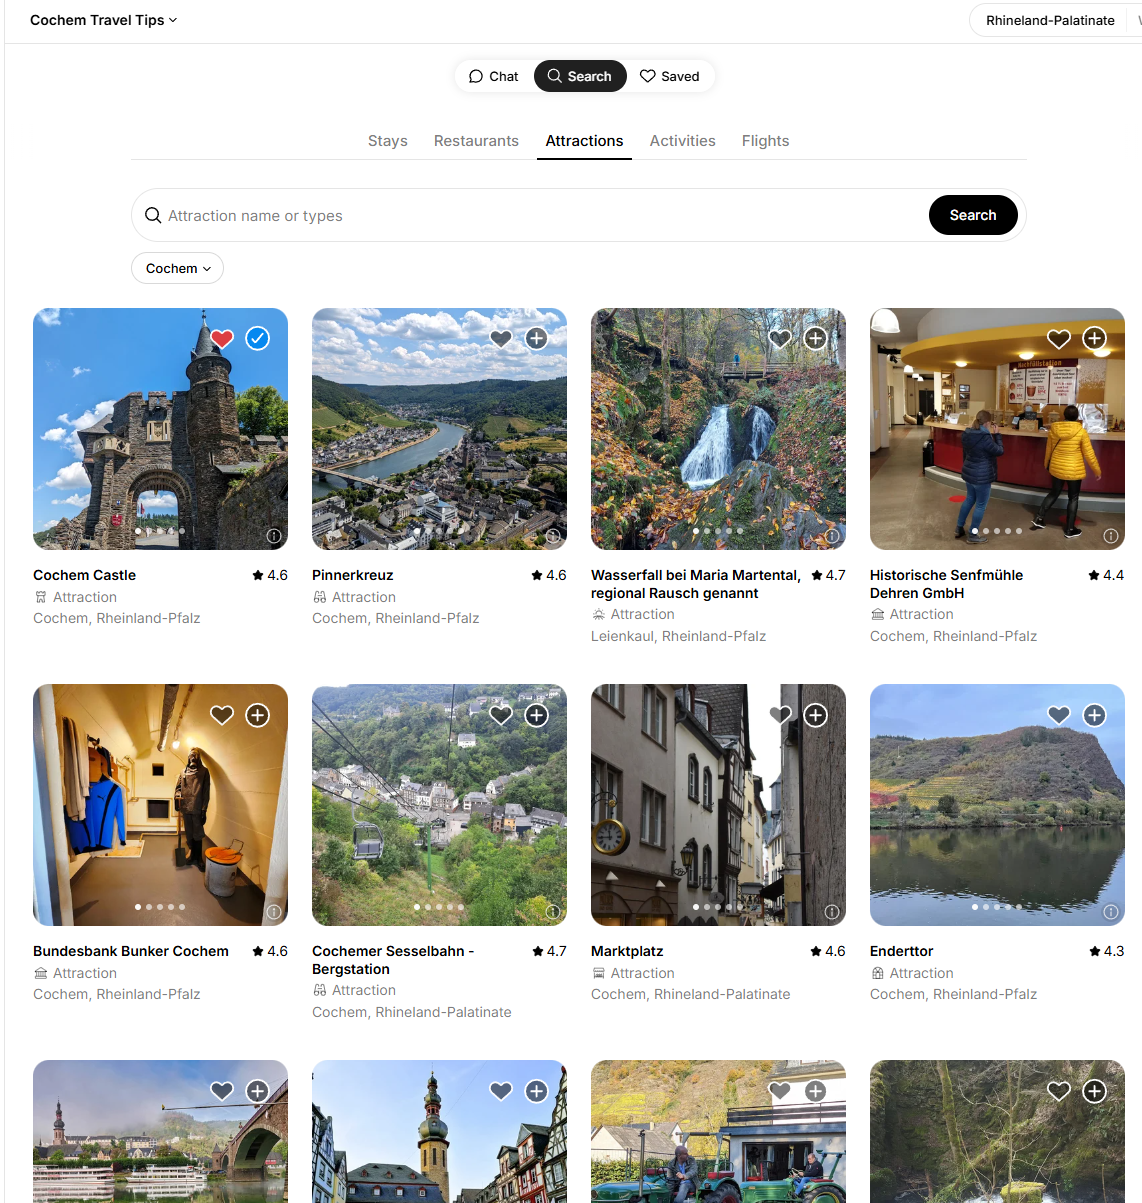 Cochem Travel Tips
Rhineland-Palatinate
Chat
Search
Saved
Stays
Restaurants
Attractions
Activities
Flights
Attraction name or types
Search
Cochem
Cochem Castle
4.6
Attraction
Cochem, Rheinland-Pfalz
Pinnerkreuz
4.6
Attraction
Cochem, Rheinland-Pfalz
Wasserfall bei Maria Martental,
regional Rausch genannt
4.7
Attraction
Leienkaul, Rheinland-Pfalz
Historische Senfmühle
Dehren GmbH
4.4
Attraction
Cochem, Rheinland-Pfalz
Bundesbank Bunker Cochem
4.6
Attraction
Cochem, Rheinland-Pfalz
Cochemer Sesselbahn -
Bergstation
4.7
Attraction
Cochem, Rhineland-Palatinate
Marktplatz
4.6
Attraction
Cochem, Rhineland-Palatinate
Enderttor
4.3
Attraction
Cochem, Rheinland-Pfalz